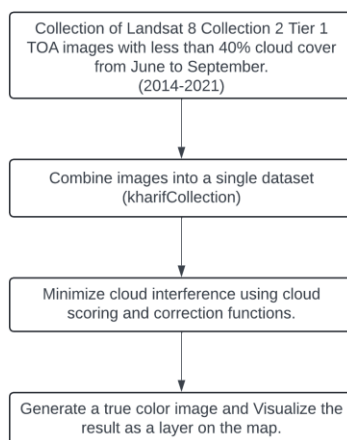 Collection of Landsat 8 Collection 2 Tier 1
TOA images with less than 40% cloud cover
from June to September.
(2014-2021)
Combine images into a single dataset
(kharifCollection)
Minimize cloud interference using cloud
scoring and correction functions.
Generate a true color image and Visualize the
result as a layer on the map.